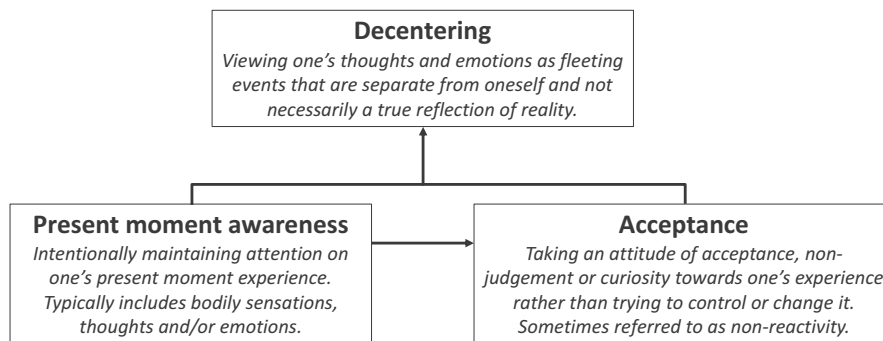 Decentering
Viewing one’s thoughts and emotions as fleeting
events that are separate from oneself and not
necessarily a true reflection of reality.
Present moment awareness
Intentionally maintaining attention on
one’s present moment experience.
Typically includes bodily sensations,
thoughts and/or emotions.
Acceptance
Taking an attitude of acceptance, non-
judgement or curiosity towards one’s experience
rather than trying to control or change it.
Sometimes referred to as non-reactivity.